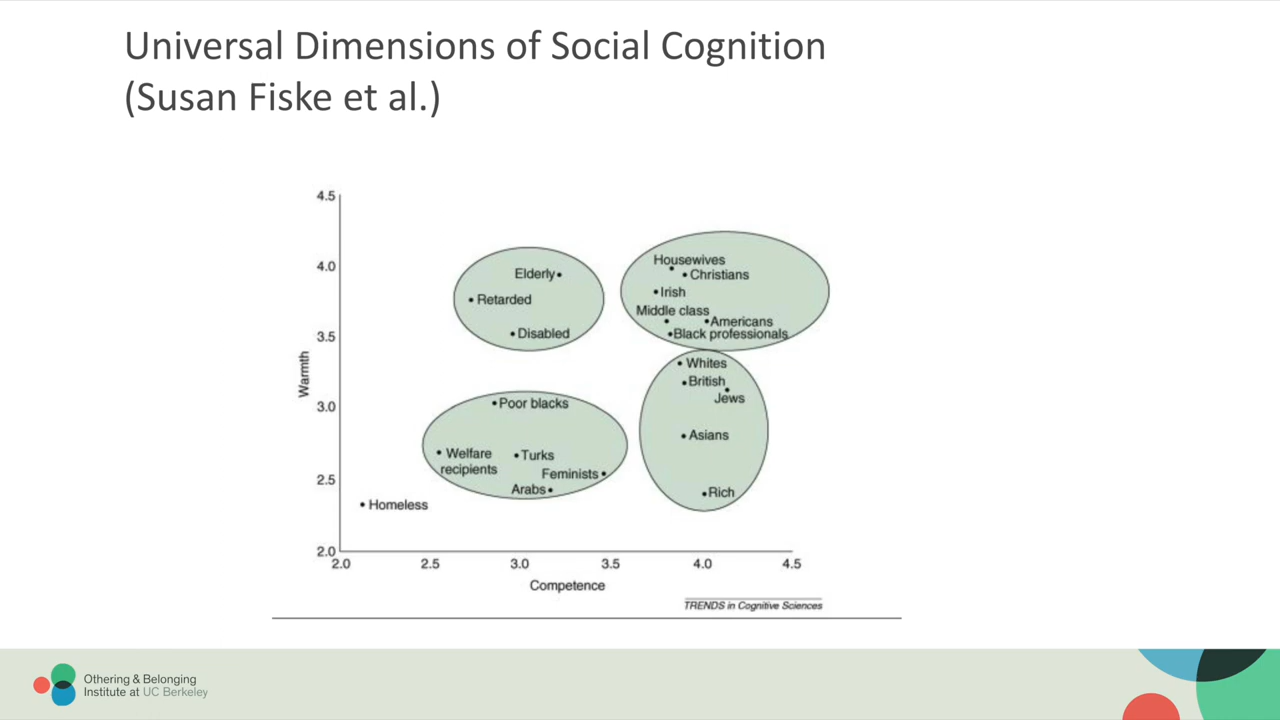 Universal Dimensions of Social Cognition
(Susan Fiske et al.)
4.5
4.0
3.5
3.0
2.5
2.0
Warmth
Elderly
Retarded
Disabled
Housewives
Christians
Irish
Middle class
Americans
Black professionals
Whites
British
Jews
Asians
Rich
Poor blacks
Welfare
recipients
Turks
Feminists
Arabs
Homeless
2.0 2.5 3.0 3.5 4.0 4.5
Competence
TRENDS in Cognitive Sciences
Othering & Belonging
Institute at UC Berkeley